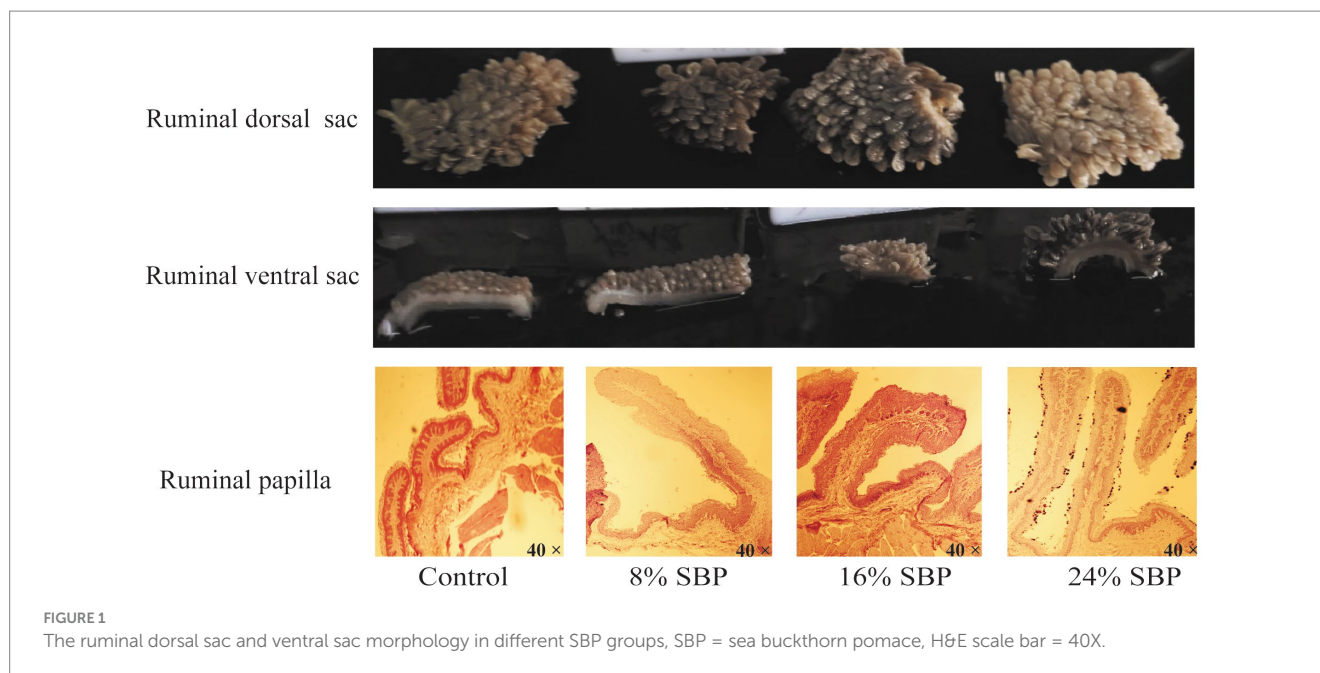 Ruminal dorsal sac
Ruminal ventral sac
Ruminal papilla
40 × 40 × 40 × 40 ×
Control 8% SBP 16% SBP 24% SBP
FIGURE 1
The ruminal dorsal sac and ventral sac morphology in different SBP groups, SBP = sea buckthorn pomace, H&E scale bar = 40X.